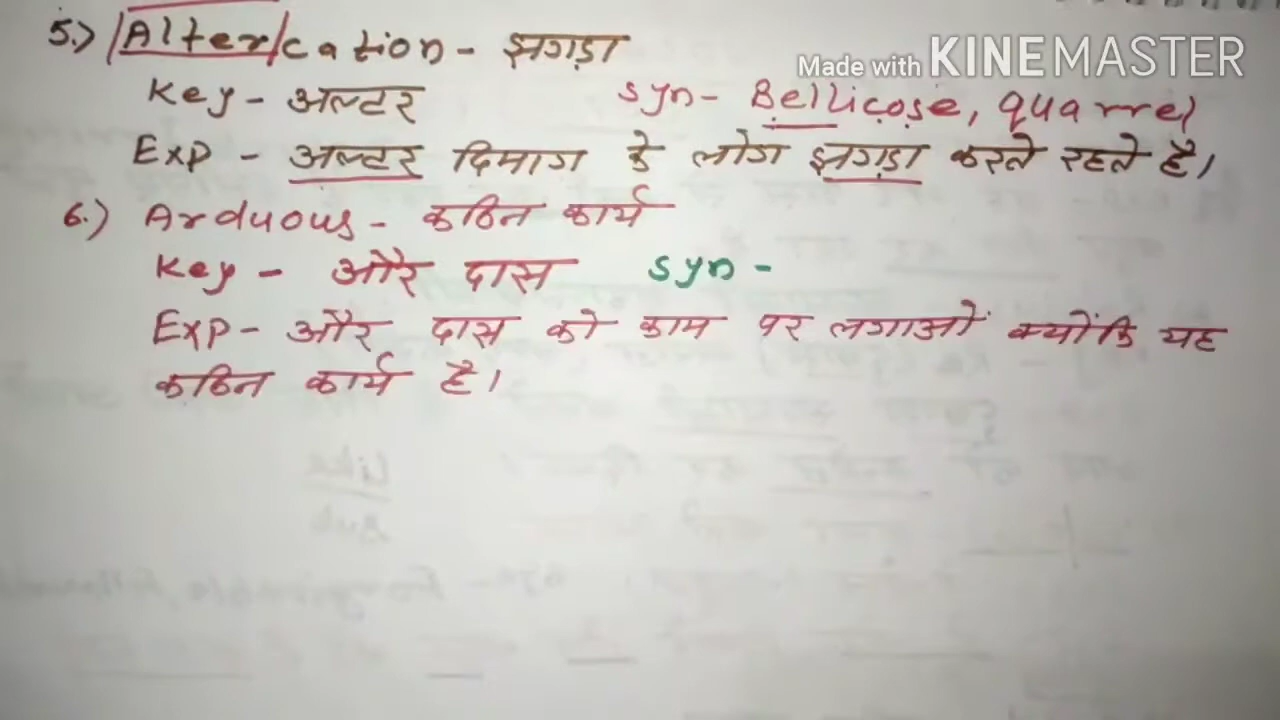 5.) Altercation - झगड़ा
Made with KINEMASTER
Key - अल्टर syn- Bellicose, quarrel
Exp - अल्टर दिमाग के लोग झगड़ा करते रहते है।
6.) Arduous - कठिन कार्य
Key - औरे दास syn -
Exp - और दास को काम पर लगाओं क्योंकि यह
कठिन कार्य है।